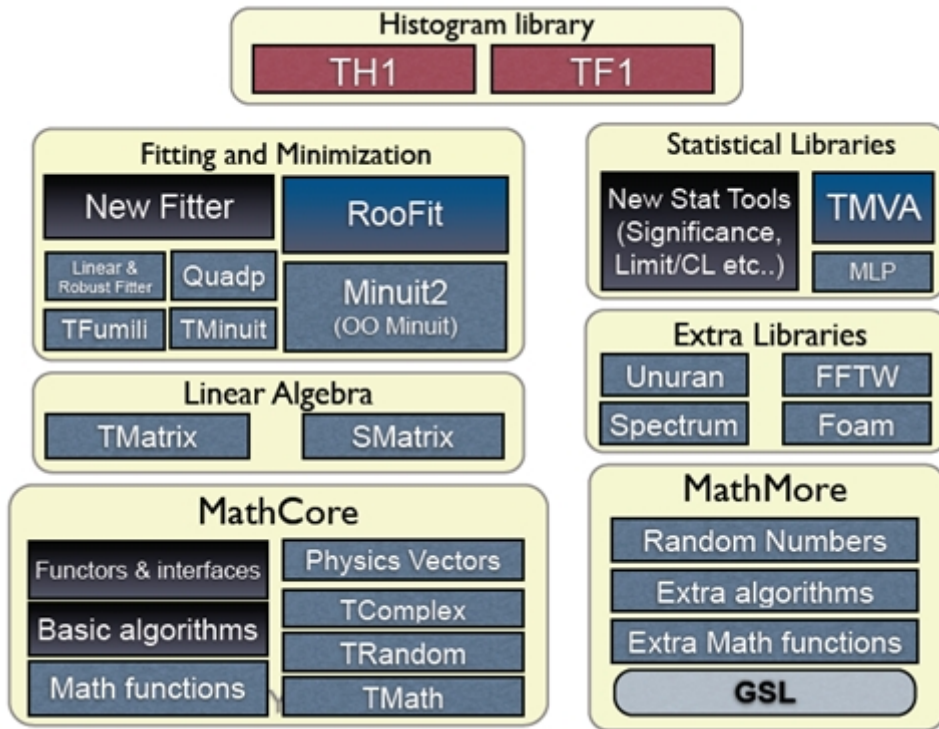 Histogram library
TH1
TF1
Fitting and Minimization
New Fitter
RooFit
Linear &
Robust Fitter
Quadp
Minuit2
(OO Minuit)
TFumili
TMinuit
Statistical Libraries
New Stat Tools
(Significance,
Limit/CL etc..)
TMVA
MLP
Linear Algebra
TMatrix
SMatrix
Extra Libraries
Unuran
FFTW
Spectrum
Foam
MathCore
Functors & interfaces
Basic algorithms
Math functions
Physics Vectors
TComplex
TRandom
TMath
MathMore
Random Numbers
Extra algorithms
Extra Math functions
GSL